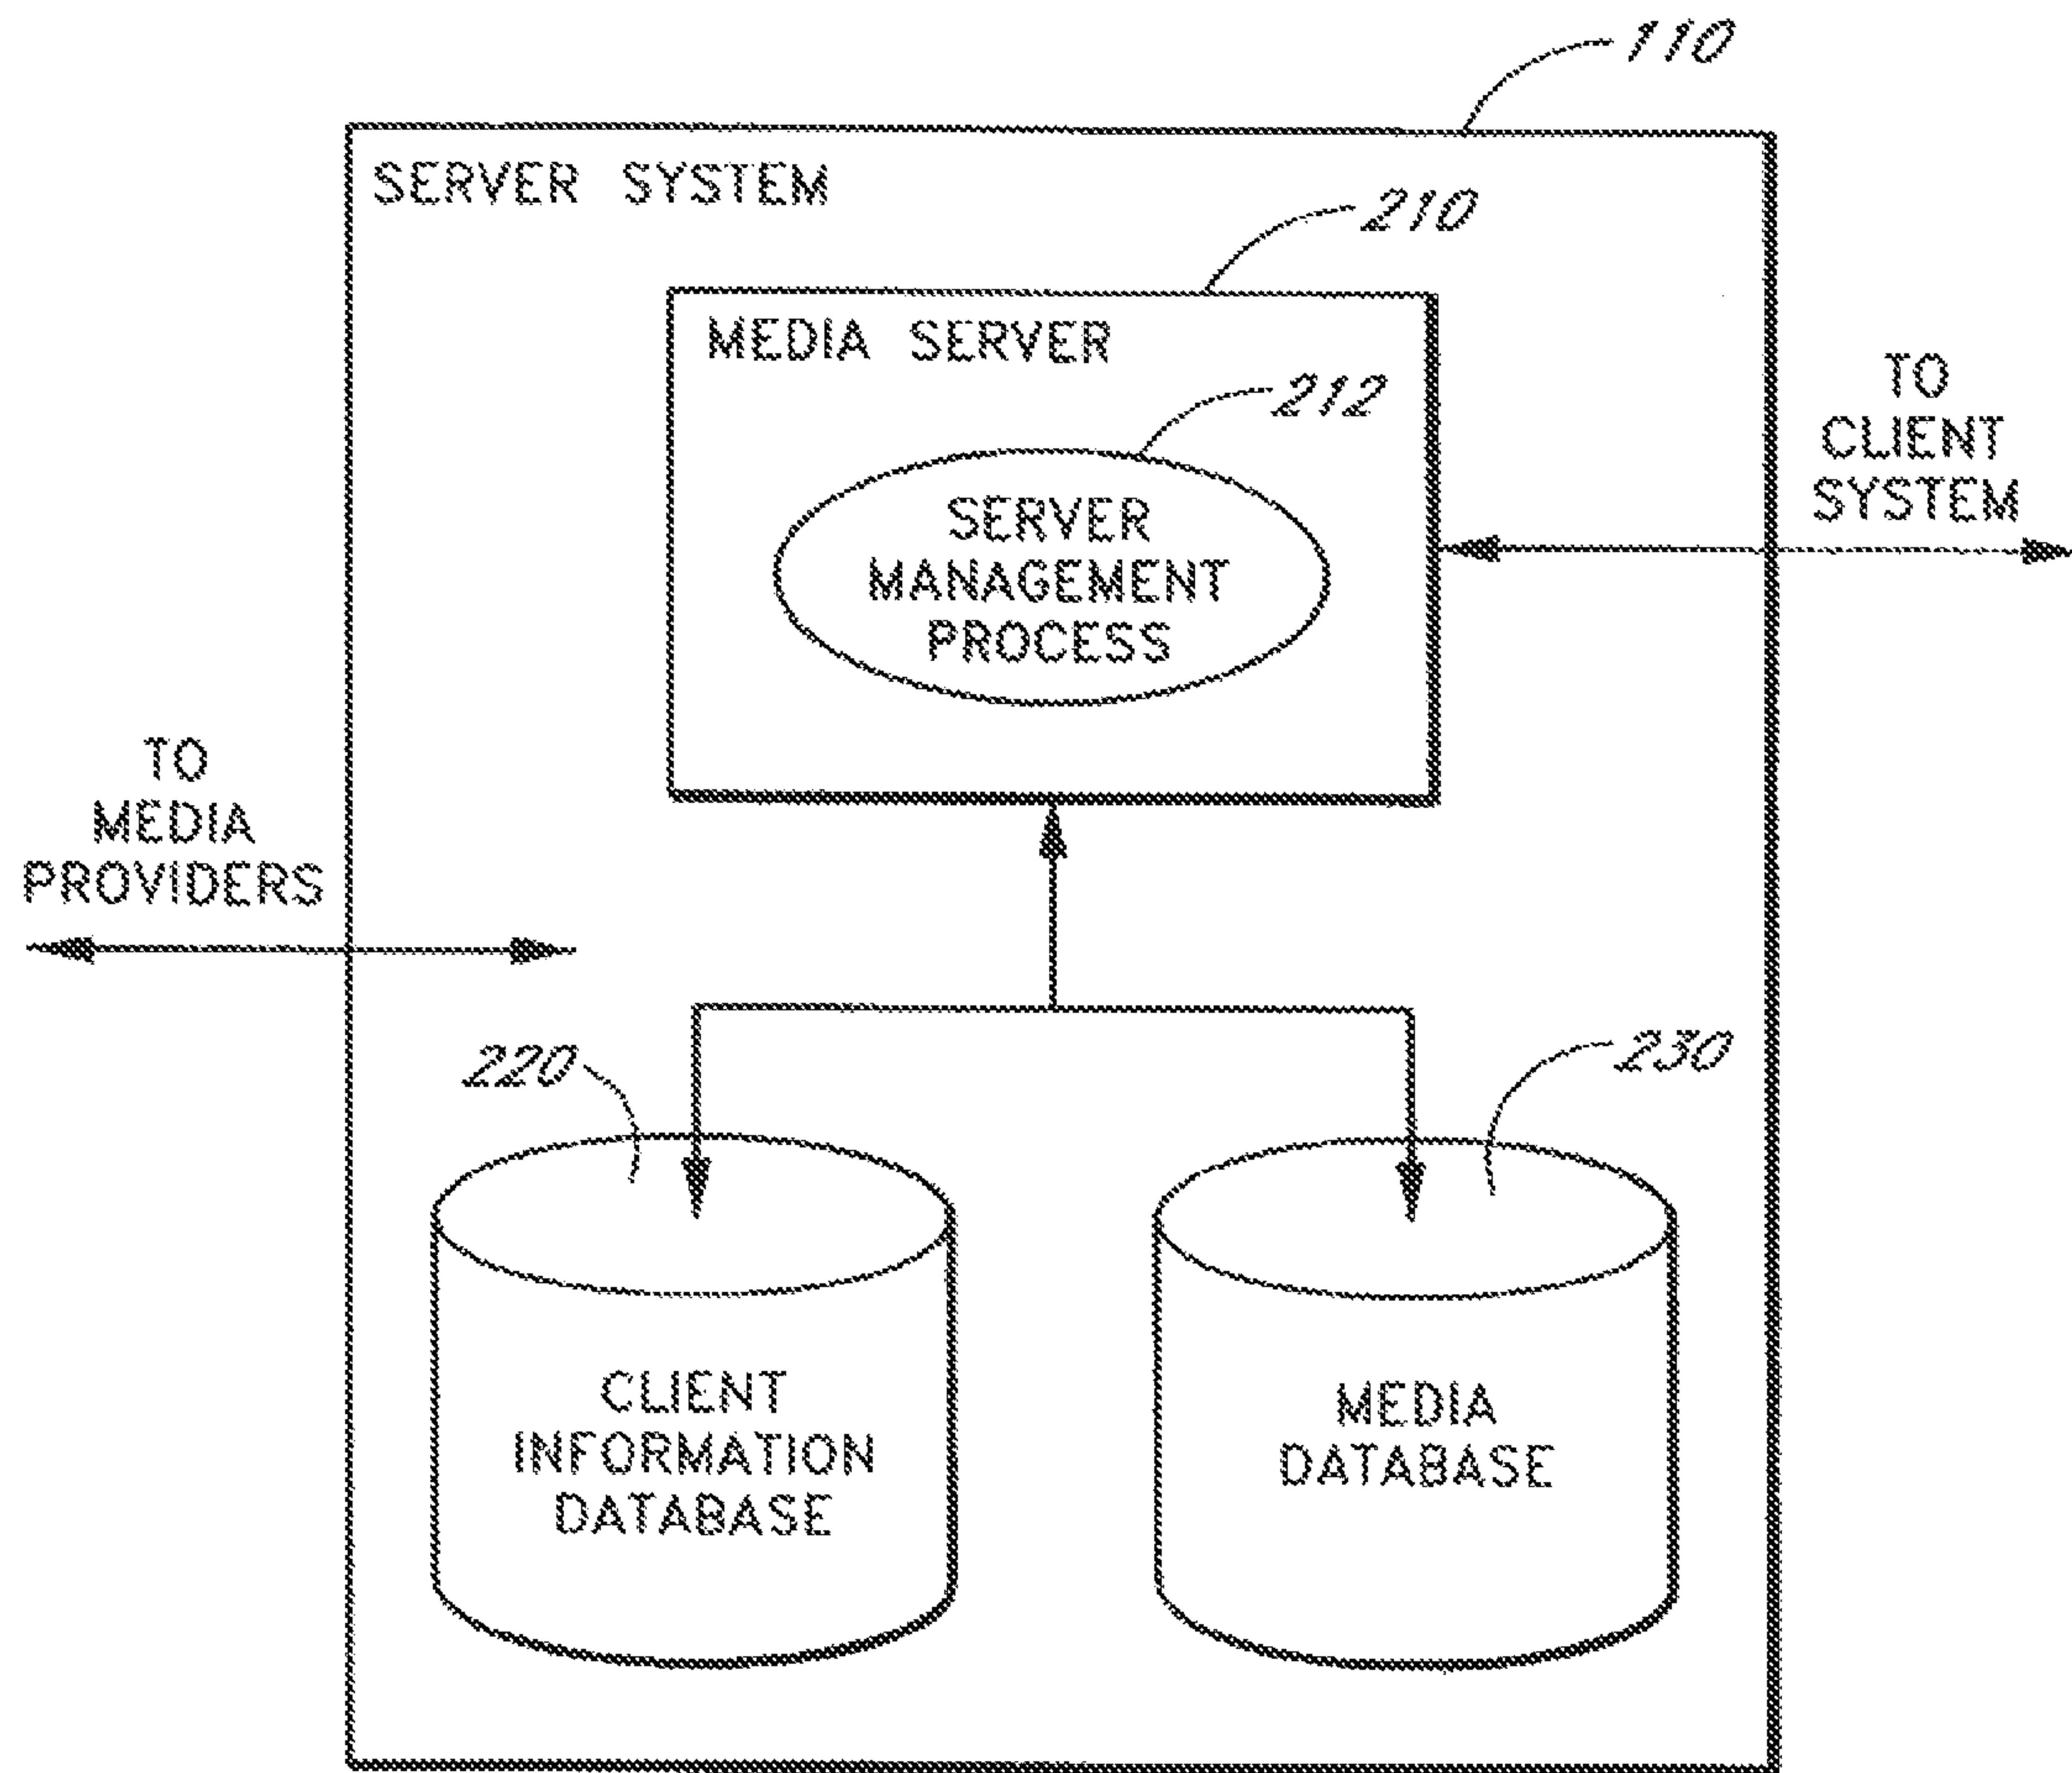 110
SERVER SYSTEM
210
MEDIA SERVER
212
SERVER
MANAGEMENT
PROCESS
TO
CLIENT
SYSTEM
TO
MEDIA
PROVIDERS
220
230
CLIENT
INFORMATION
DATABASE
MEDIA
DATABASE